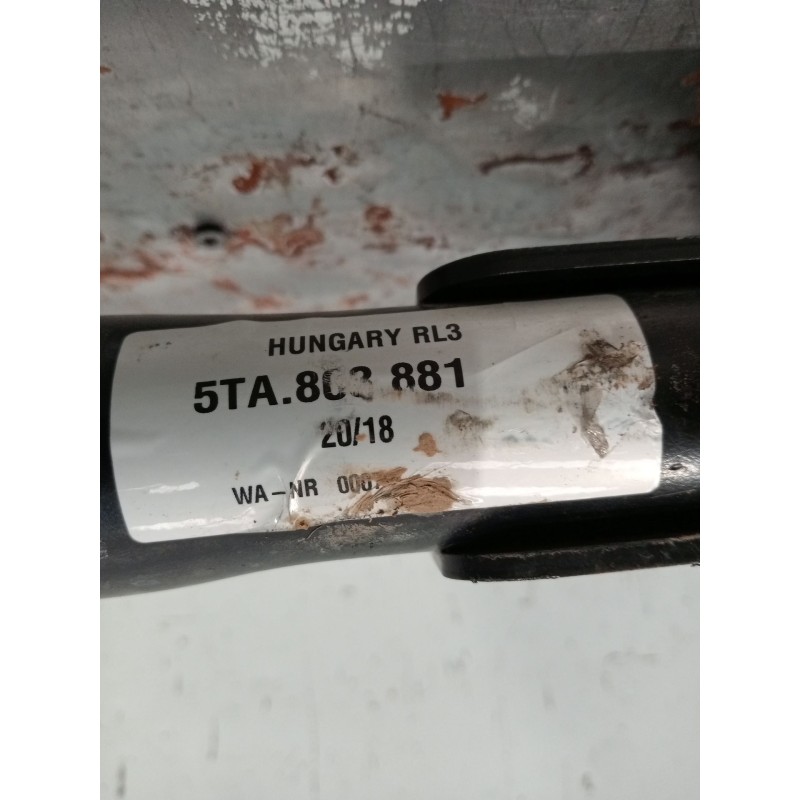 HUNGARY RL3
5TA.803 881
20/18
WA-NR